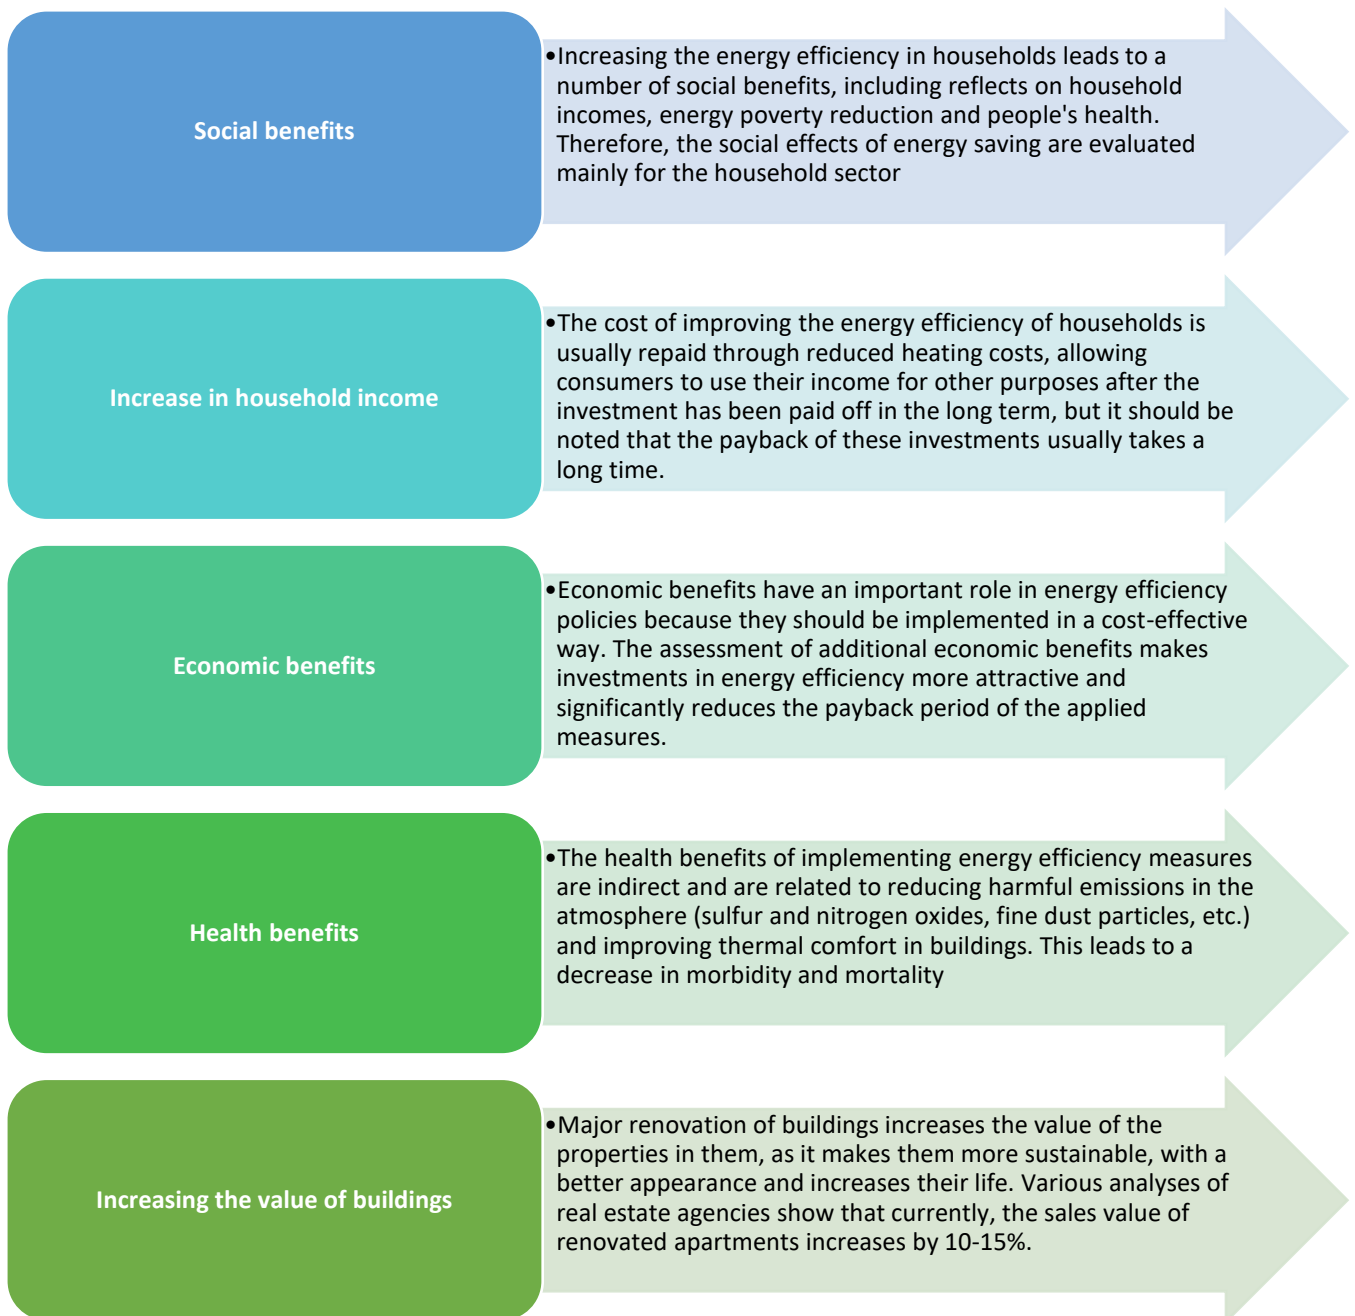 Social benefits
•Increasing the energy efficiency in households leads to a
number of social benefits, including reflects on household
incomes, energy poverty reduction and people's health.
Therefore, the social effects of energy saving are evaluated
mainly for the household sector
Increase in household income
•The cost of improving the energy efficiency of households is
usually repaid through reduced heating costs, allowing
consumers to use their income for other purposes after the
investment has been paid off in the long term, but it should be
noted that the payback of these investments usually takes a
long time.
Economic benefits
•Economic benefits have an important role in energy efficiency
policies because they should be implemented in a cost-effective
way. The assessment of additional economic benefits makes
investments in energy efficiency more attractive and
significantly reduces the payback period of the applied
measures.
Health benefits
•The health benefits of implementing energy efficiency measures
are indirect and are related to reducing harmful emissions in the
atmosphere (sulfur and nitrogen oxides, fine dust particles, etc.)
and improving thermal comfort in buildings. This leads to a
decrease in morbidity and mortality
Increasing the value of buildings
•Major renovation of buildings increases the value of the
properties in them, as it makes them more sustainable, with a
better appearance and increases their life. Various analyses of
real estate agencies show that currently, the sales value of
renovated apartments increases by 10-15%.